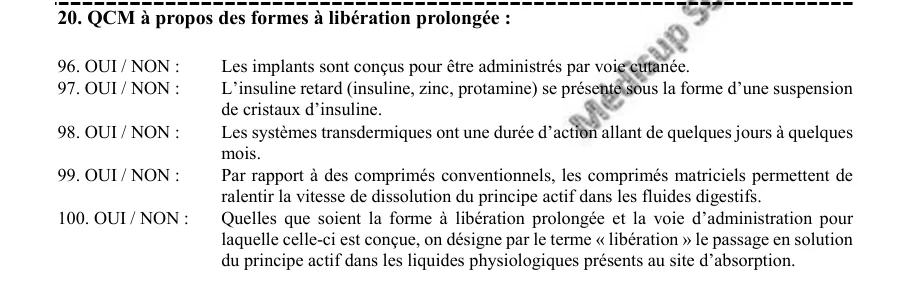 20. QCM à propos des formes à libération prolongée :
96. OUI / NON : Les implants sont conçus pour être administrés par voie cutanée.
97. OUI / NON : L’insuline retard (insuline, zinc, protamine) se présente sous la forme d’une suspension
de cristaux d’insuline.
98. OUI / NON : Les systèmes transdermiques ont une durée d’action allant de quelques jours à quelques
mois.
99. OUI / NON : Par rapport à des comprimés conventionnels, les comprimés matriciels permettent de
ralentir la vitesse de dissolution du principe actif dans les fluides digestifs.
100. OUI / NON : Quelles que soient la forme à libération prolongée et la voie d’administration pour
laquelle celle-ci est conçue, on désigne par le terme « libération » le passage en solution
du principe actif dans les liquides physiologiques présents au site d’absorption.
Médisup